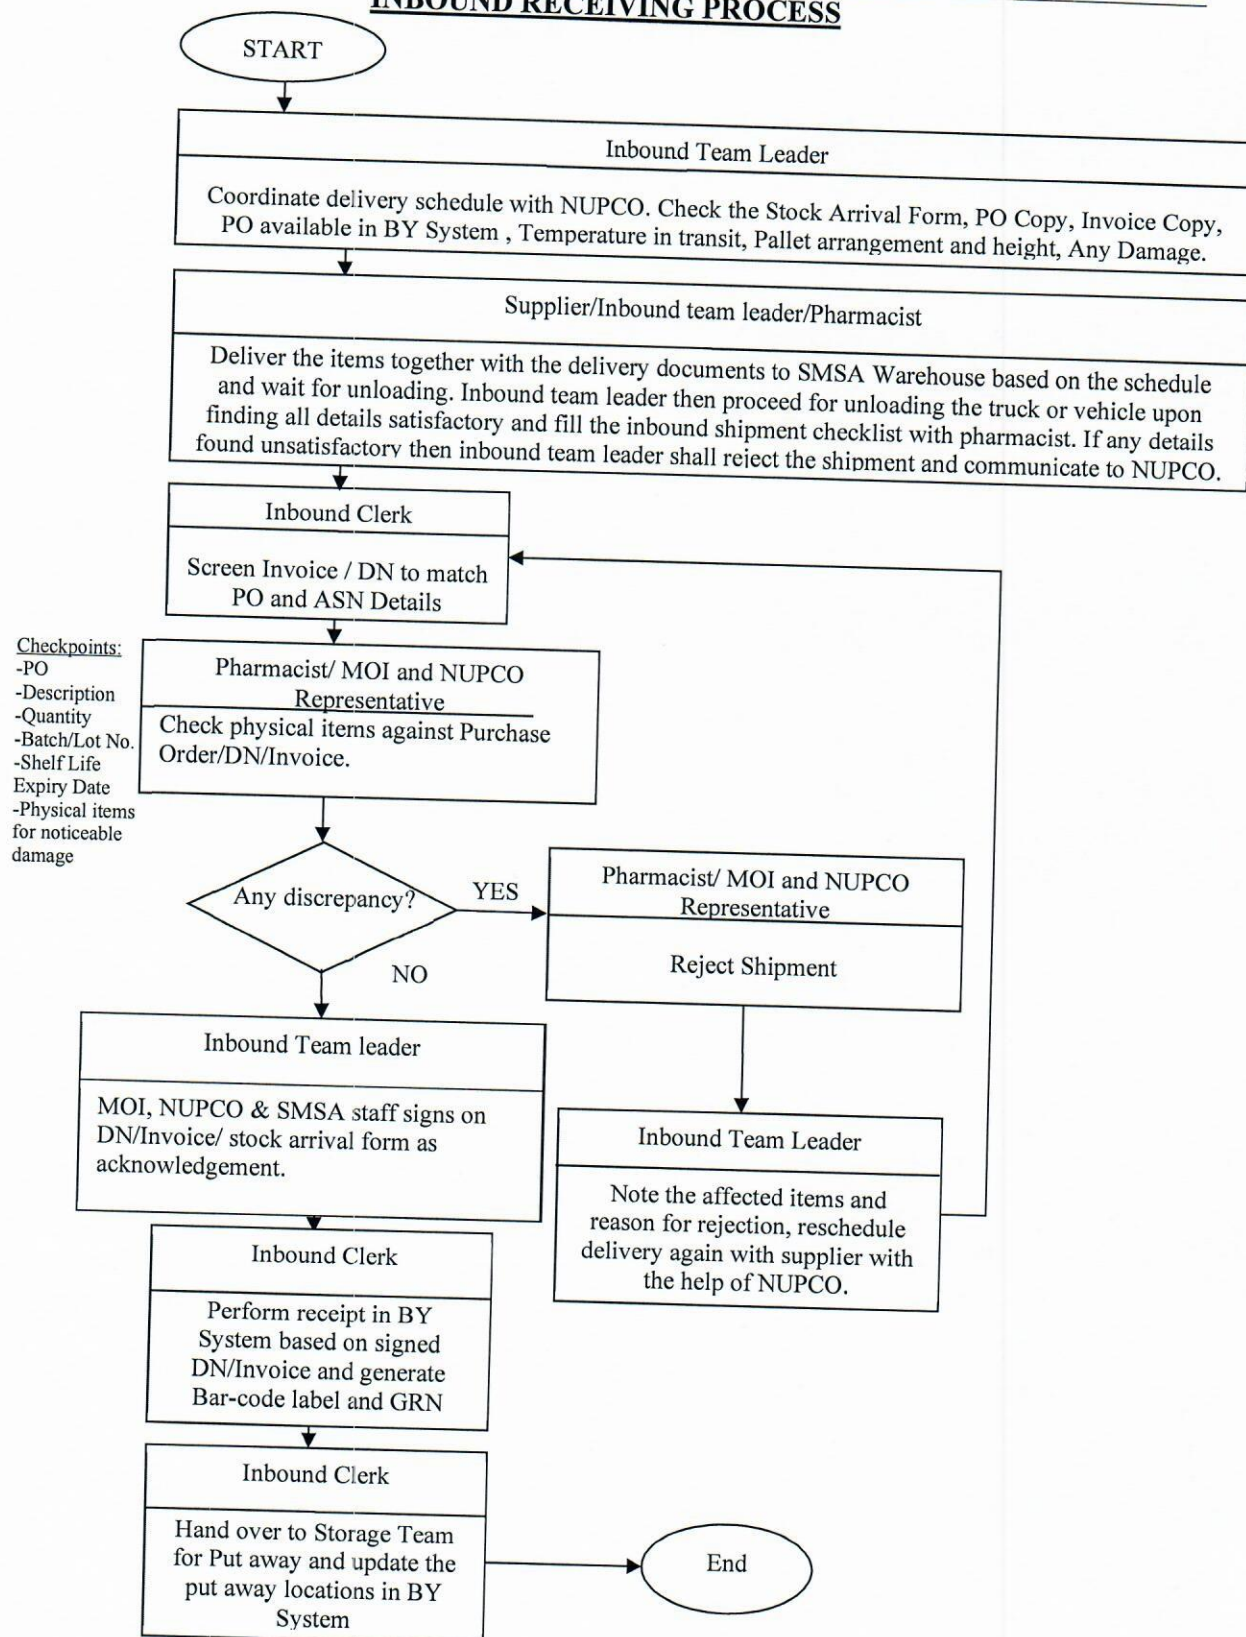 INBOUND RECEIVING PROCESS
START
Inbound Team Leader
Coordinate delivery schedule with NUPCO. Check the Stock Arrival Form, PO Copy, Invoice Copy,
PO available in BY System , Temperature in transit, Pallet arrangement and height, Any Damage.
Supplier/Inbound team leader/Pharmacist
Deliver the items together with the delivery documents to SMSA Warehouse based on the schedule
and wait for unloading. Inbound team leader then proceed for unloading the truck or vehicle upon
finding all details satisfactory and fill the inbound shipment checklist with pharmacist. If any details
found unsatisfactory then inbound team leader shall reject the shipment and communicate to NUPCO.
Inbound Clerk
Screen Invoice / DN to match
PO and ASN Details
Checkpoints:
-PO
-Description
-Quantity
-Batch/Lot No.
-Shelf Life
Expiry Date
-Physical items
for noticeable
damage
Pharmacist/ MOI and NUPCO
Representative
Check physical items against Purchase
Order/DN/Invoice.
Any discrepancy?
YES
NO
Pharmacist/ MOI and NUPCO
Representative
Reject Shipment
Inbound Team leader
MOI, NUPCO & SMSA staff signs on
DN/Invoice/ stock arrival form as
acknowledgement.
Inbound Team Leader
Note the affected items and
reason for rejection, reschedule
delivery again with supplier with
the help of NUPCO.
Inbound Clerk
Perform receipt in BY
System based on signed
DN/Invoice and generate
Bar-code label and GRN
Inbound Clerk
Hand over to Storage Team
for Put away and update the
put away locations in BY
System
End